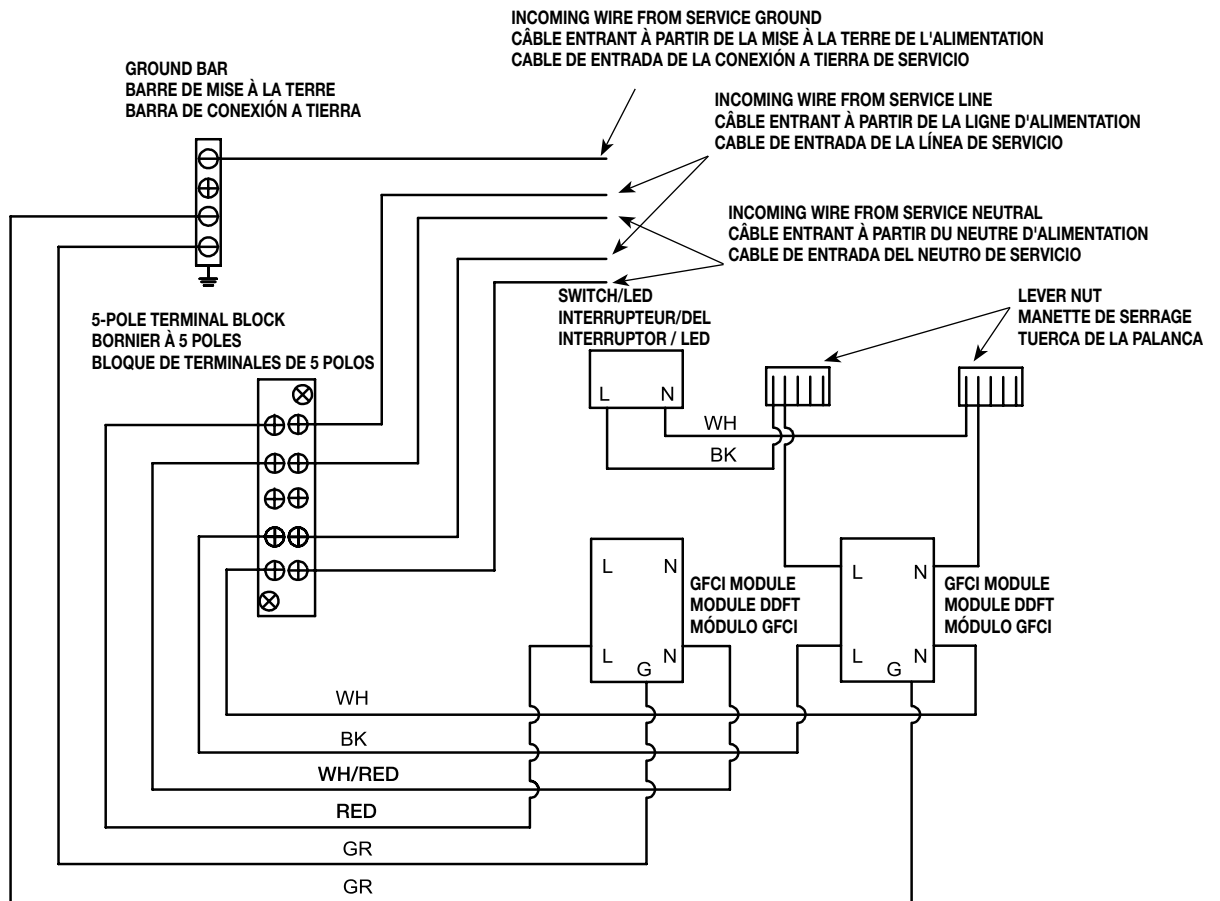 INCOMING WIRE FROM SERVICE GROUND
CÂBLE ENTRANT À PARTIR DE LA MISE À LA TERRE DE L'ALIMENTATION
CABLE DE ENTRADA DE LA CONEXIÓN A TIERRA DE SERVICIO
GROUND BAR
BARRE DE MISE À LA TERRE
BARRA DE CONEXIÓN A TIERRA
INCOMING WIRE FROM SERVICE LINE
CÂBLE ENTRANT À PARTIR DE LA LIGNE D'ALIMENTATION
CABLE DE ENTRADA DE LA LÍNEA DE SERVICIO
INCOMING WIRE FROM SERVICE NEUTRAL
CÂBLE ENTRANT À PARTIR DU NEUTRE D'ALIMENTATION
CABLE DE ENTRADA DEL NEUTRO DE SERVICIO
SWITCH/LED
INTERRUPTEUR/DEL
INTERRUPTOR / LED
LEVER NUT
MANETTE DE SERRAGE
TUERCA DE LA PALANCA
5-POLE TERMINAL BLOCK
BORNIER À 5 POLES
BLOQUE DE TERMINALES DE 5 POLOS
L N
WH
BK
L N
L N
G
GFCI MODULE
MODULE DDFT
MÓDULO GFCI
L N
L N
G
GFCI MODULE
MODULE DDFT
MÓDULO GFCI
WH
BK
WH/RED
RED
GR
GR